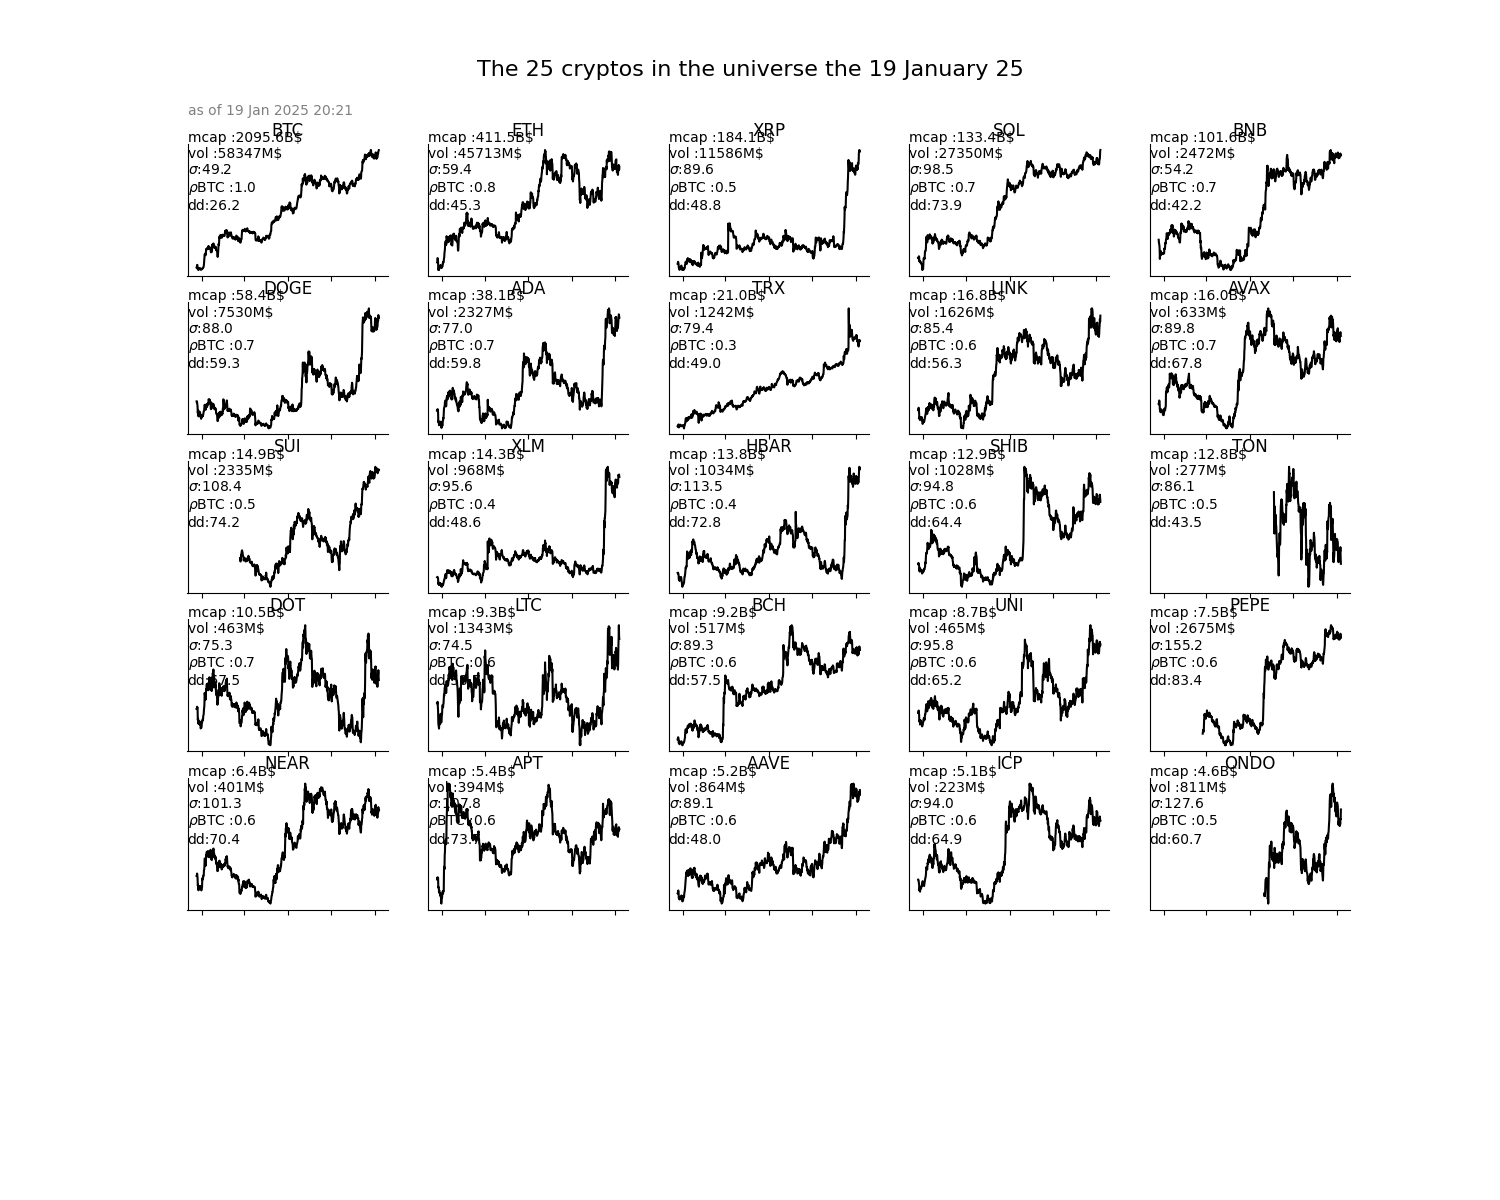 The 25 cryptos in the universe the 19 January 25
as of 19 Jan 2025 20:21
BTC
mcap :2095.6B$
vol :58347M$
σ:49.2
ρBTC :1.0
dd:26.2
ETH
mcap :411.5B$
vol :45713M$
σ:59.4
ρBTC :0.8
dd:45.3
XRP
mcap :184.1B$
vol :11586M$
σ:89.6
ρBTC :0.5
dd:48.8
SOL
mcap :133.4B$
vol :27350M$
σ:98.5
ρBTC :0.7
dd:73.9
BNB
mcap :101.6B$
vol :2472M$
σ:54.2
ρBTC :0.7
dd:42.2
DOGE
mcap :58.4B$
vol :7530M$
σ:88.0
ρBTC :0.7
dd:59.3
ADA
mcap :38.1B$
vol :2327M$
σ:77.0
ρBTC :0.7
dd:59.8
TRX
mcap :21.0B$
vol :1242M$
σ:79.4
ρBTC :0.3
dd:49.0
LINK
mcap :16.8B$
vol :1626M$
σ:85.4
ρBTC :0.6
dd:56.3
AVAX
mcap :16.0B$
vol :633M$
σ:89.8
ρBTC :0.7
dd:67.8
SUI
mcap :14.9B$
vol :2335M$
σ:108.4
ρBTC :0.5
dd:74.2
XLM
mcap :14.3B$
vol :968M$
σ:95.6
ρBTC :0.4
dd:48.6
HBAR
mcap :13.8B$
vol :1034M$
σ:113.5
ρBTC :0.4
dd:72.8
SHIB
mcap :12.9B$
vol :1028M$
σ:94.8
ρBTC :0.6
dd:64.4
TON
mcap :12.8B$
vol :277M$
σ:86.1
ρBTC :0.5
dd:43.5
DOT
mcap :10.5B$
vol :463M$
σ:75.3
ρBTC :0.7
LTC
mcap :9.3B$
vol :1343M$
σ:74.5
ρBTC :0.6
BCH
mcap :9.2B$
vol :517M$
σ:89.3
ρBTC :0.6
dd:57.5
UNI
mcap :8.7B$
vol :465M$
σ:95.8
ρBTC :0.6
dd:65.2
PEPE
mcap :7.5B$
vol :2675M$
σ:155.2
ρBTC :0.6
dd:83.4
NEAR
mcap :6.4B$
vol :401M$
σ:101.3
ρBTC :0.6
dd:70.4
APT
mcap :5.4B$
vol :394M$
σ:107.8
ρBTC :0.6
AAVE
mcap :5.2B$
vol :864M$
σ:89.1
ρBTC :0.6
dd:48.0
ICP
mcap :5.1B$
vol :223M$
σ:94.0
ρBTC :0.6
dd:64.9
ONDO
mcap :4.6B$
vol :811M$
σ:127.6
ρBTC :0.5
dd:60.7